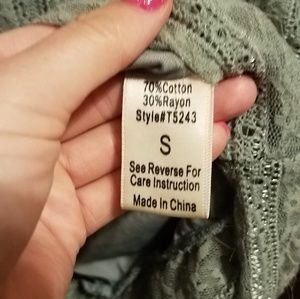 70%Cotton
30%Rayon
Style#T5243
S
See Reverse For
Care Instruction
Made in China